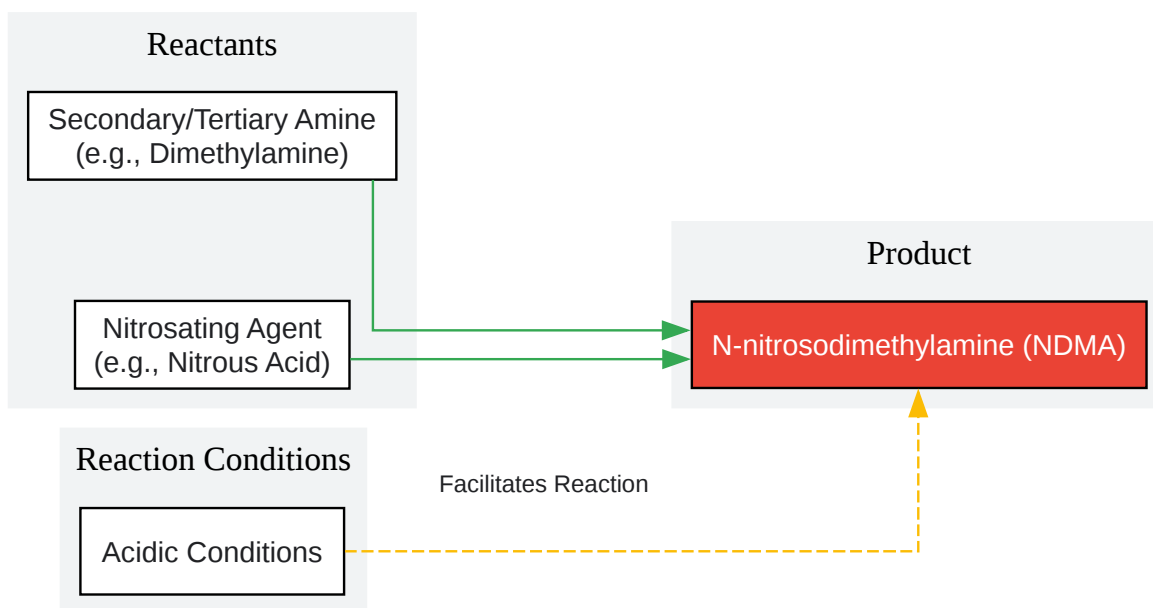 Reactants
Secondary/Tertiary Amine
(e.g., Dimethylamine)
Nitrosating Agent
(e.g., Nitrous Acid)
Product
N-nitrosodimethylamine (NDMA)
Reaction Conditions
Acidic Conditions
Facilitates Reaction